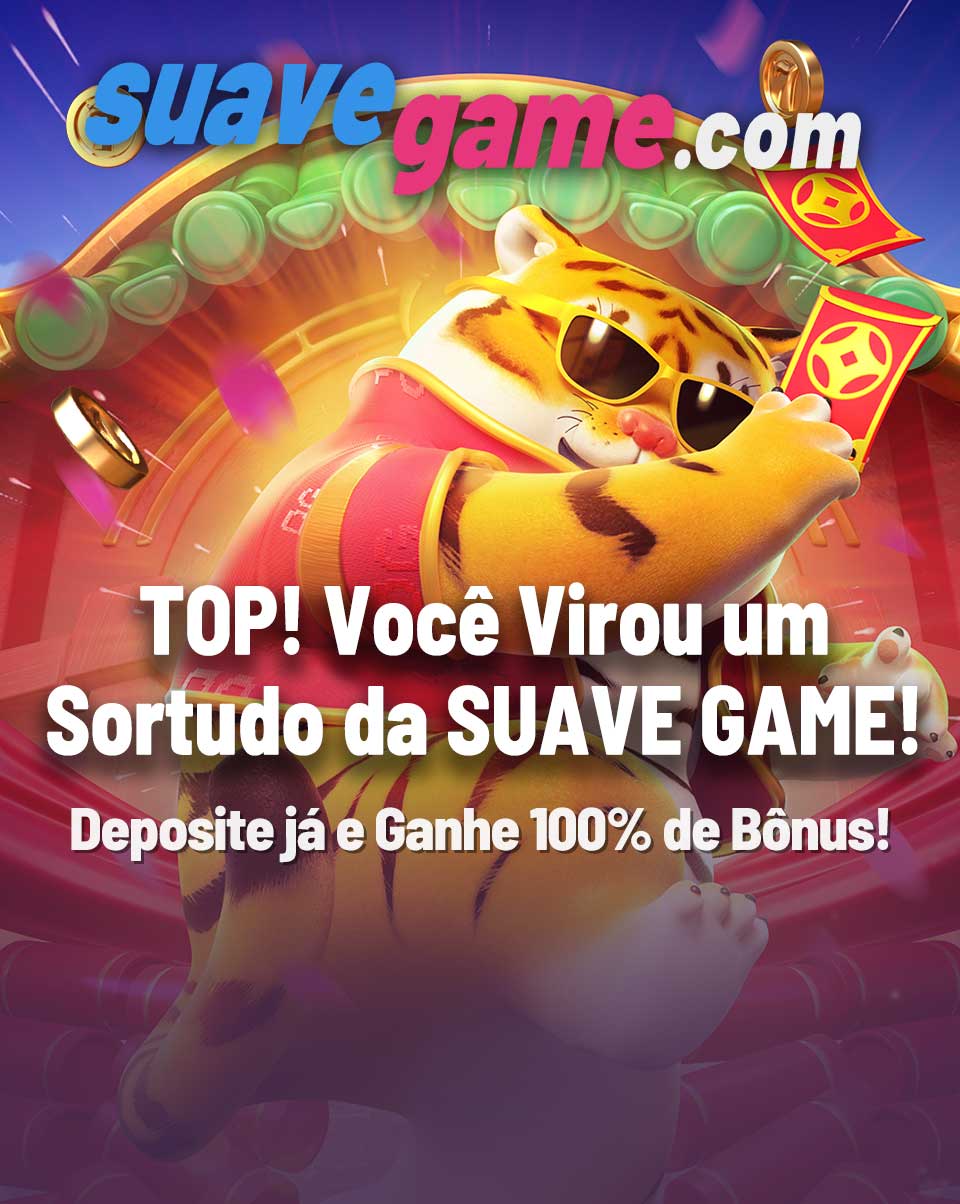 suavegame.com
TOP! Você Virou um
Sortudo da SUAVE GAME!
Deposite já e Ganhe 100% de Bônus!